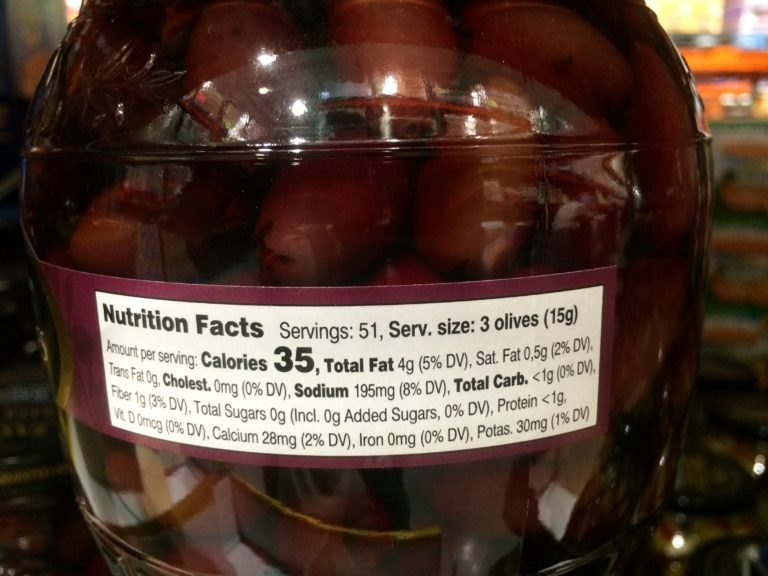 Nutrition Facts Servings: 51, Serv. size: 3 olives (15g)
Amount per serving: Calories 35, Total Fat 4g (5% DV), Sat. Fat 0,5g (2% DV),
Trans Fat 0g, Cholest. 0mg (0% DV), Sodium 195mg (8% DV), Total Carb. <1g (0% DV),
Fiber 1g (3% DV), Total Sugars 0g (Incl. 0g Added Sugars, 0% DV), Protein <1g,
Vit. D 0mcg (0% DV), Calcium 28mg (2% DV), Iron 0mg (0% DV), Potas. 30mg (1% DV)